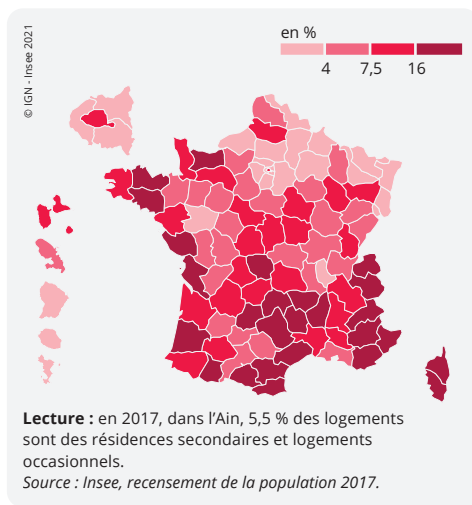 © IGN - Insee 2021
en %
4 7,5 16
Lecture : en 2017, dans l'Ain, 5,5 % des logements
sont des résidences secondaires et logements
occasionnels.
Source : Insee, recensement de la population 2017.